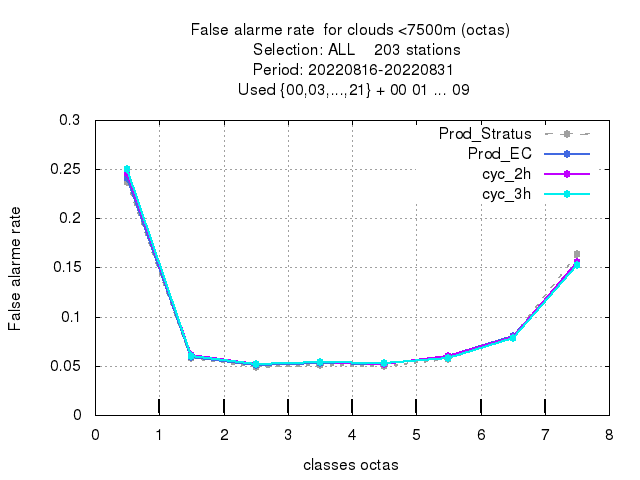 False alarme rate  for clouds <7500m (octas)
Selection: ALL    203 stations
Period: 20220816-20220831
Used {00,03,...,21} + 00 01 ... 09
Prod_Stratus
Prod_EC
cyc_2h
cyc_3h
0.3
0.25
0.2
0.15
0.1
0.05
0
False alarme rate
0 1 2 3 4 5 6 7 8
classes octas